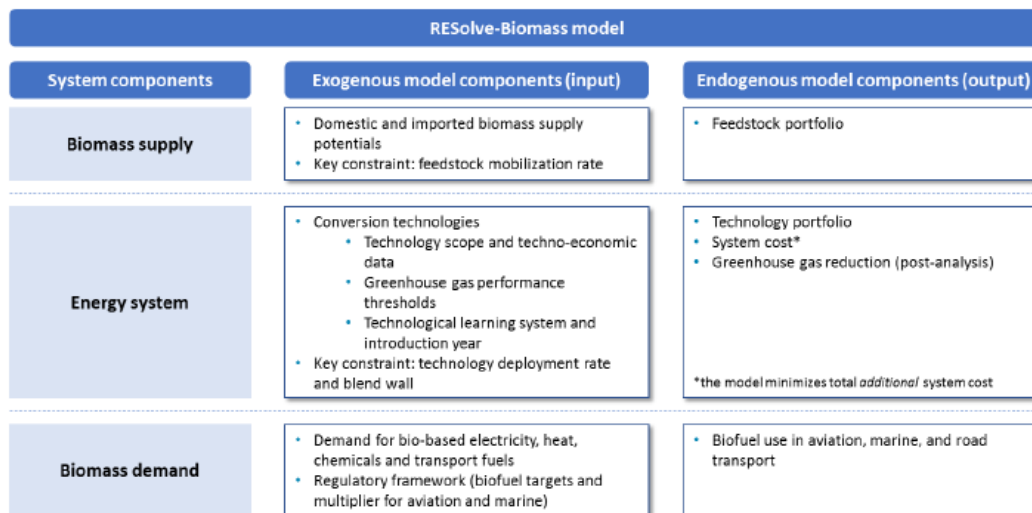 RESolve-Biomass model
System components
Exogenous model components (input)
Endogenous model components (output)
Biomass supply
• Domestic and imported biomass supply
potentials
• Key constraint: feedstock mobilization rate
• Feedstock portfolio
Energy system
• Conversion technologies
• Technology scope and techno-economic
data
• Greenhouse gas performance
thresholds
• Technological learning system and
introduction year
• Key constraint: technology deployment rate
and blend wall
• Technology portfolio
• System cost*
• Greenhouse gas reduction (post-analysis)
*the model minimizes total additional system cost
Biomass demand
• Demand for bio-based electricity, heat,
chemicals and transport fuels
• Regulatory framework (biofuel targets and
multiplier for aviation and marine)
• Biofuel use in aviation, marine, and road
transport